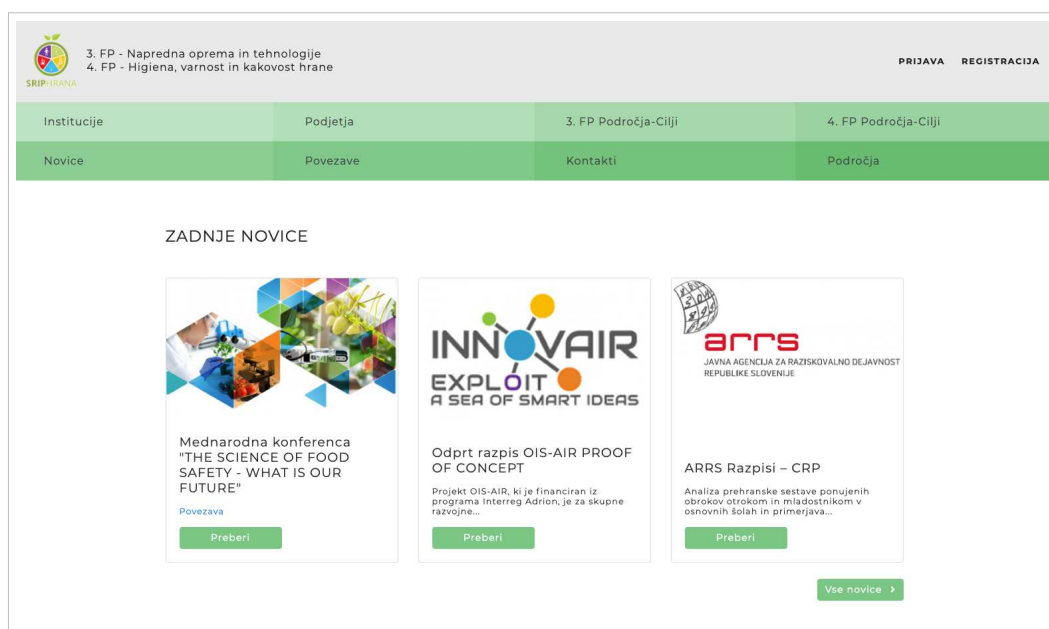 3. FP - Napredna oprema in tehnologije
4. FP - Higiena, varnost in kakovost hrane
SRIPHRANA
PRIJAVA REGISTRACIJA
Institucije Podjetja 3. FP Področja-Cilji 4. FP Področja-Cilji
Novice Povezave Kontakti Področja
ZADNJE NOVICE
Mednarodna konferenca
"THE SCIENCE OF FOOD
SAFETY - WHAT IS OUR
FUTURE"
Povezava
Preberi
INNOVAIR
EXPLOIT
A SEA OF SMART IDEAS
Odprt razpis OIS-AIR PROOF
OF CONCEPT
Projekt OIS-AIR, ki je financiran iz
programa Interreg Adrion, je za skupne
razvojne...
Preberi
arrs
JAVNA AGENCIJA ZA RAZISKOVALNO DEJAVNOST
REPUBLIKE SLOVENIJE
ARRS Razpisi – CRP
Analiza prehranske sestave ponujenih
obrokov otrokom in mladostnikom v
osnovnih šolah in primerjava...
Preberi
Vse novice